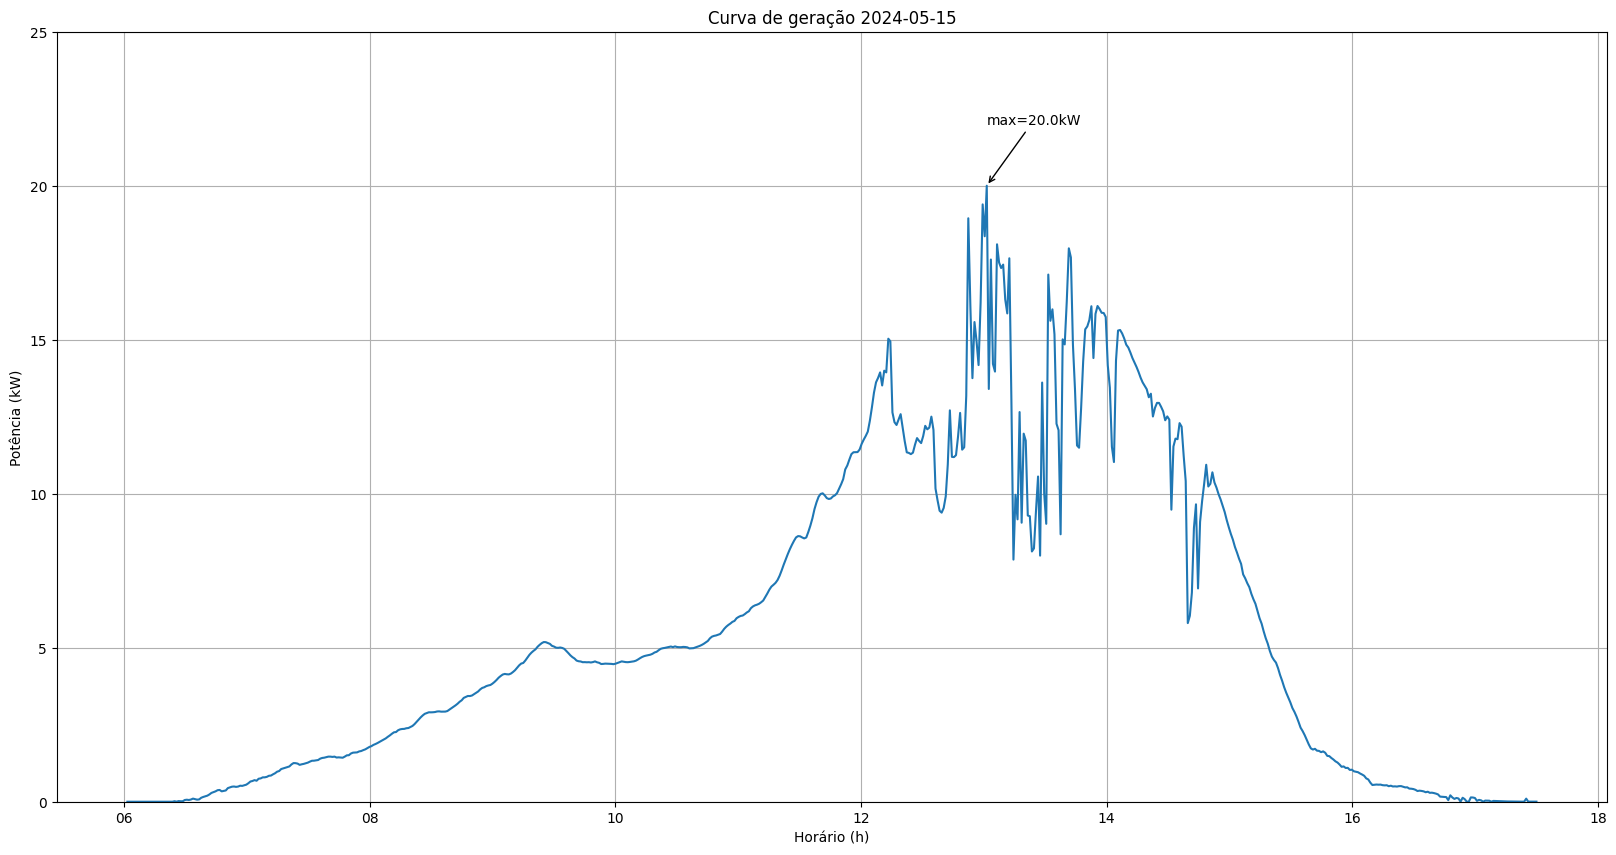 Curva de geração 2024-05-15
25
max=20.0kW
20
15
Potência (kW)
10
5
0
06 08 10 12 14 16 18
Horário (h)